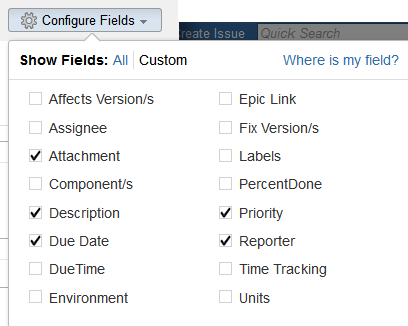 Configure Fields
Create Issue
Quick Search
Show Fields: All Custom
Where is my field?
Affects Version/s
Assignee
Attachment
Component/s
Description
Due Date
DueTime
Environment
Epic Link
Fix Version/s
Labels
PercentDone
Priority
Reporter
Time Tracking
Units